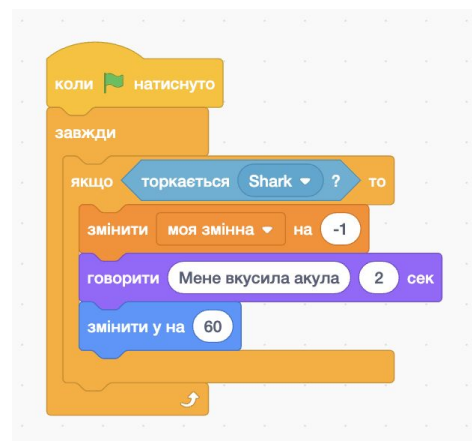 коли натиснуто
завжди
якщо торкається Shark ? то
змінити моя змінна на -1
говорити Мене вкусила акула 2 сек
змінити y на 60